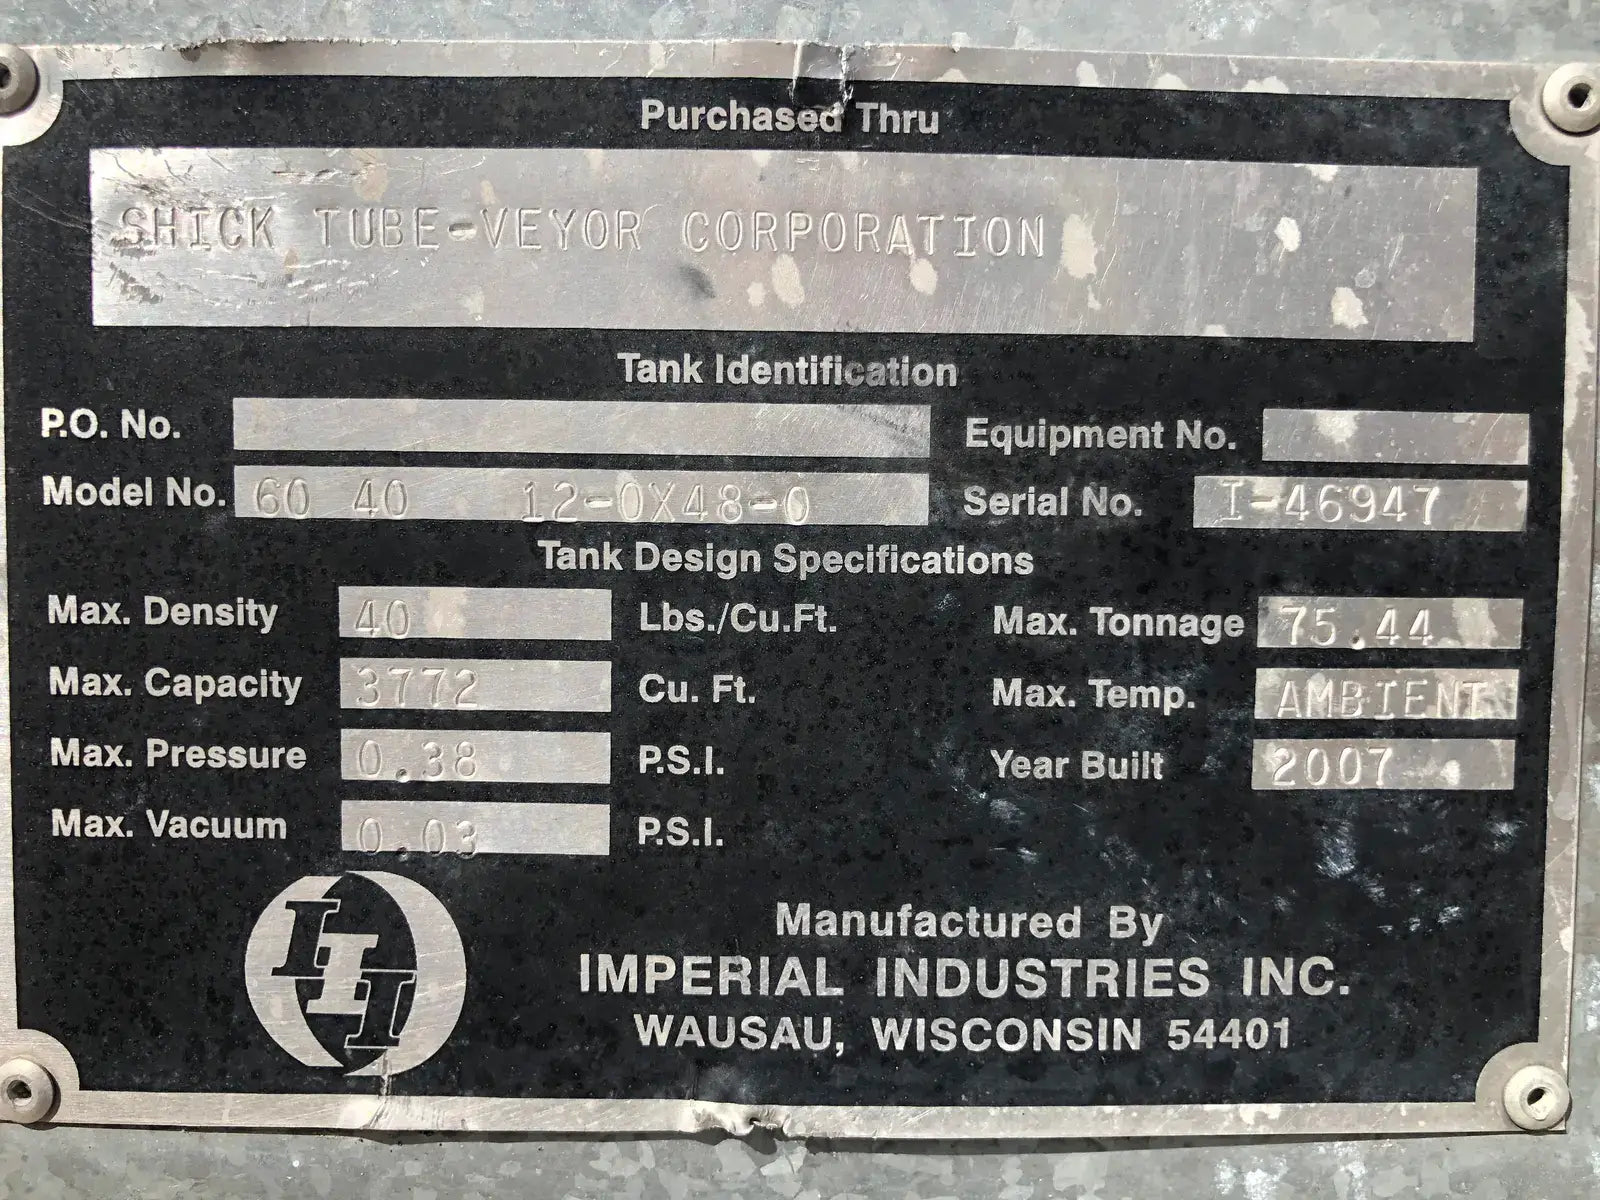 Purchased Thru
SHICK TUBE-VEYOR CORPORATION
Tank Identification
P.O. No. Equipment No.
Model No. 60 40 12-0X48-0 Serial No. I-46947
Tank Design Specifications
Max. Density 40 Lbs./Cu.Ft. Max. Tonnage 75.44
Max. Capacity 3772 Cu. Ft. Max. Temp. AMBIENT
Max. Pressure 0.38 P.S.I. Year Built 2007
Max. Vacuum 0.03 P.S.I.
III
Manufactured By
IMPERIAL INDUSTRIES INC.
WAUSAU, WISCONSIN 54401